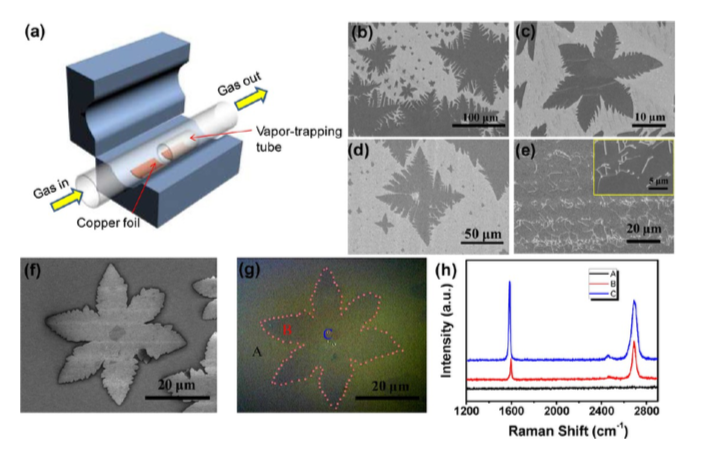 (a)
Gas out
Vapor-trapping
tube
Gas in
Copper foil
(b)
100 µm
(c)
10 µm
(d)
50 µm
(e)
5 µm
20 µm
(f)
20 µm
(g)
A
B
C
20 µm
(h)
Intensity (a.u.)
A
B
C
1200 1600 2000 2400 2800
Raman Shift (cm⁻¹)